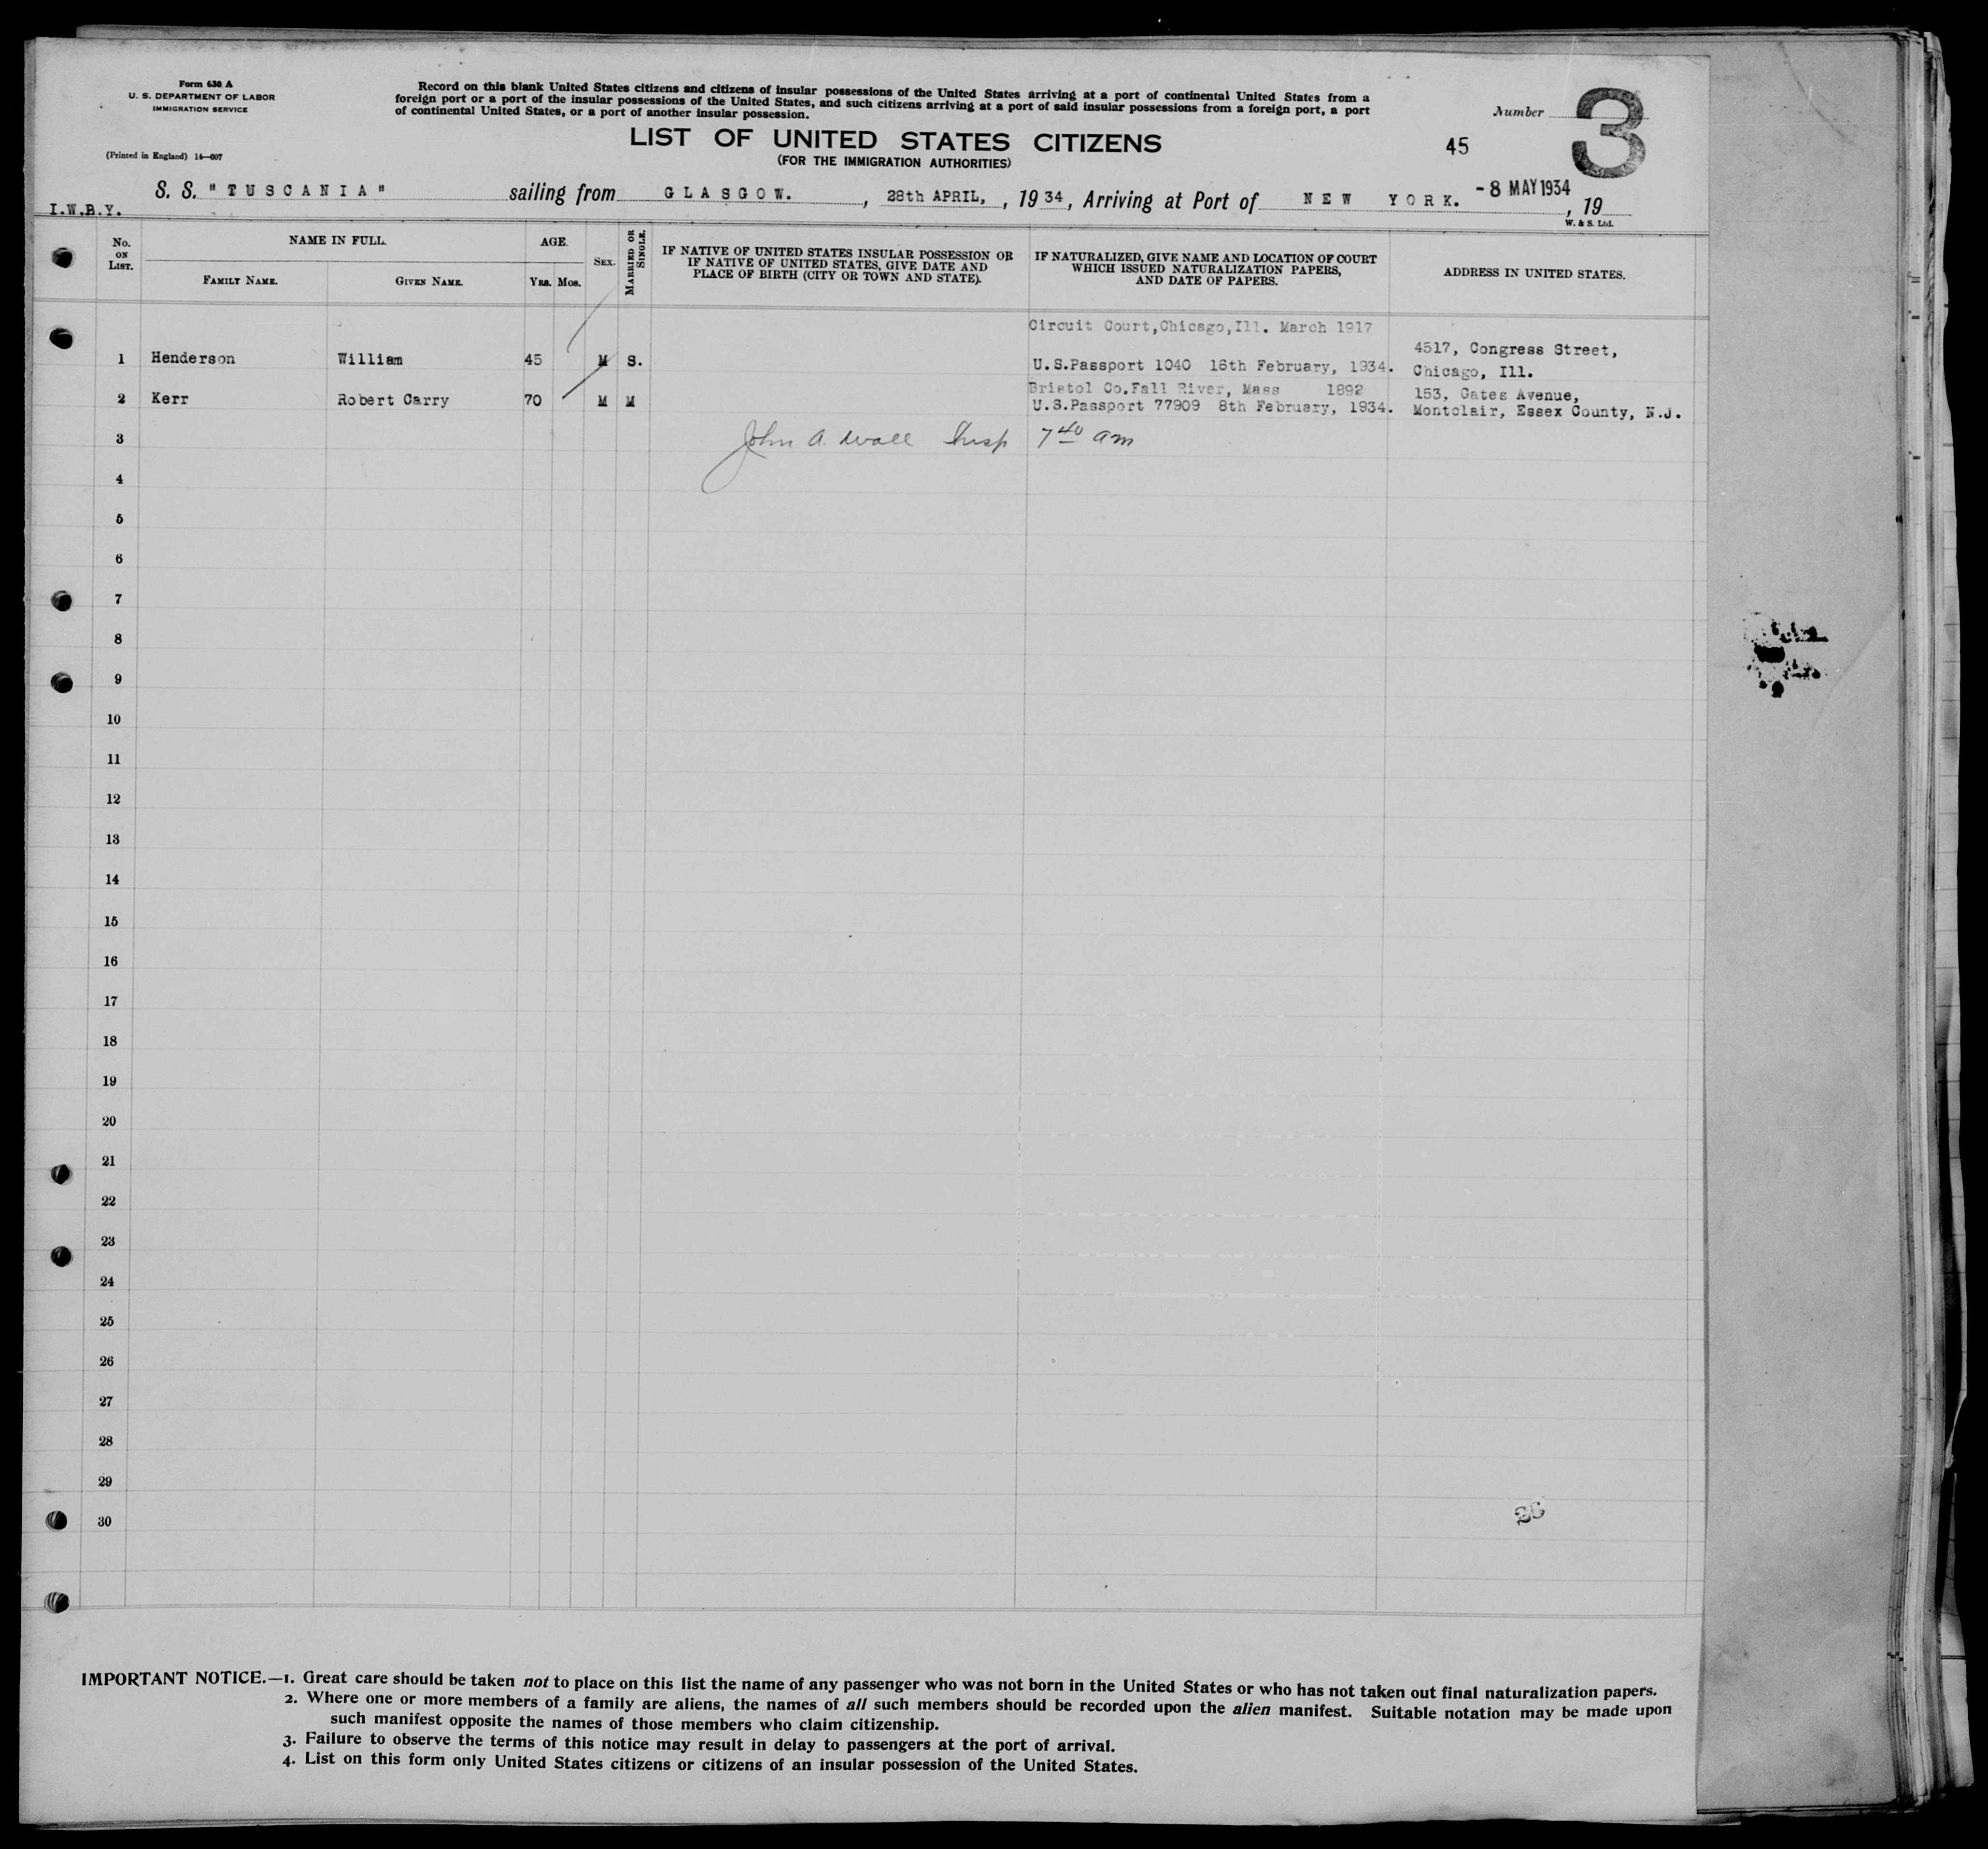 Form 630 A
U. S. DEPARTMENT OF LABOR
IMMIGRATION SERVICE
(Printed in England) 14—607
Record on this blank United States citizens and citizens of insular possessions of the United States arriving at a port of continental United States from a
foreign port or a port of the insular possessions of the United States, and such citizens arriving at a port of said insular possessions from a foreign port, a port
of continental United States, or a port of another insular possession.
Number 3
LIST OF UNITED STATES CITIZENS
45
(FOR THE IMMIGRATION AUTHORITIES)
S. S. "TUSCANIA" sailing from GLASGOW. , 28th APRIL, , 19 34, Arriving at Port of NEW YORK. -8 MAY 1934 , 19
I.W.B.Y.
W. & S. Ltd.
No. ON LIST.
NAME IN FULL.
FAMILY NAME.
GIVEN NAME.
AGE.
YRS. MOS.
SEX.
MARRIED OR SINGLE.
IF NATIVE OF UNITED STATES INSULAR POSSESSION OR
IF NATIVE OF UNITED STATES, GIVE DATE AND
PLACE OF BIRTH (CITY OR TOWN AND STATE).
IF NATURALIZED, GIVE NAME AND LOCATION OF COURT
WHICH ISSUED NATURALIZATION PAPERS,
AND DATE OF PAPERS.
ADDRESS IN UNITED STATES.
Circuit Court,Chicago,Ill. March 1917
1 Henderson William 45 M S. U.S.Passport 1040 16th February, 1934. 4517, Congress Street,
Chicago, Ill.
Bristol Co.Fall River, Mass 1892
2 Kerr Robert Carry 70 M M U.S.Passport 77909 8th February, 1934. 153, Gates Avenue,
Montclair, Essex County, N.J.
3 John A. Wall Insp 7 40 am
4
5
6
7
8
9
10
11
12
13
14
15
16
17
18
19
20
21
22
23
24
25
26
27
28
29
30
IMPORTANT NOTICE.—1. Great care should be taken not to place on this list the name of any passenger who was not born in the United States or who has not taken out final naturalization papers.
2. Where one or more members of a family are aliens, the names of all such members should be recorded upon the alien manifest. Suitable notation may be made upon
such manifest opposite the names of those members who claim citizenship.
3. Failure to observe the terms of this notice may result in delay to passengers at the port of arrival.
4. List on this form only United States citizens or citizens of an insular possession of the United States.